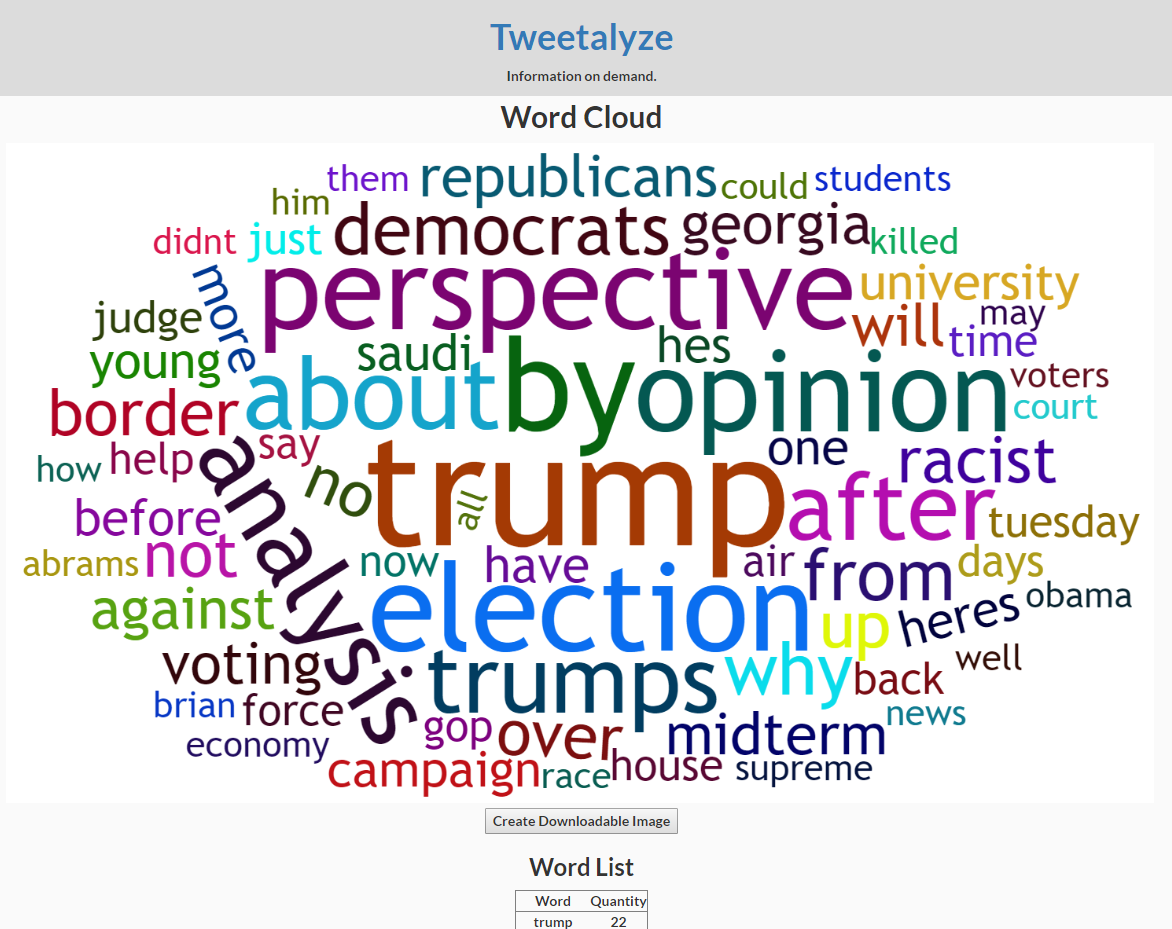 Tweetalyze
Information on demand.
Word Cloud
them republicans could students
him democrats georgia
didnt just killed
more perspective university
judge will may
young saudi hes time
about by opinion voters
border court
analysis say one racist
how help no trump after
all
before tuesday
abrams not now have air from days
against election up heres obama
voting trumps why back well
brian force news
economy gop over midterm
campaign race house supreme
Create Downloadable Image
Word List
Word Quantity
trump 22